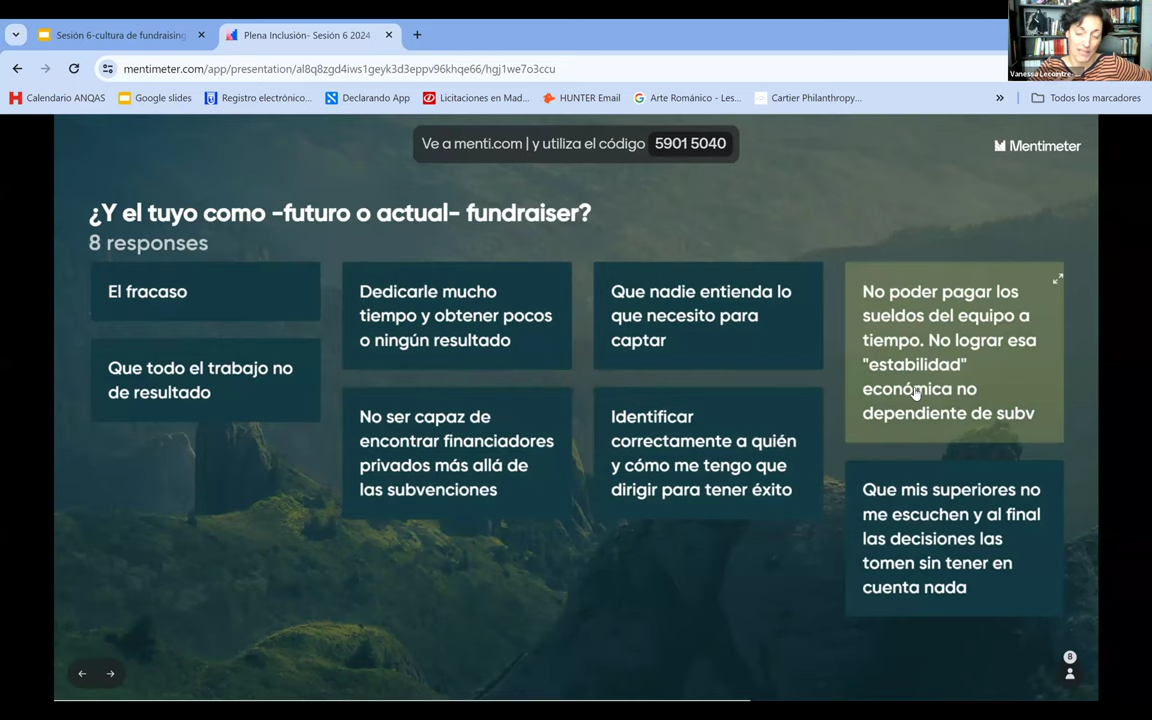 Sesión 6-cultura de fundraising
Plena Inclusión- Sesión 6 2024
mentimeter.com/app/presentation/al8q8zgd4iws1geyk3d3eppv96khqe66/hgj1we7o3ccu
Vanessa Lecointre
Calendario ANQAS
Google slides
Registro electrónico...
Declarando App
Licitaciones en Mad...
HUNTER Email
Arte Románico - Les...
Cartier Philanthropy...
Todos los marcadores
Ve a menti.com | y utiliza el código 5901 5040
Mentimeter
¿Y el tuyo como -futuro o actual- fundraiser?
8 responses
El fracaso
Que todo el trabajo no
de resultado
Dedicarle mucho
tiempo y obtener pocos
o ningún resultado
No ser capaz de
encontrar financiadores
privados más allá de
las subvenciones
Que nadie entienda lo
que necesito para
captar
Identificar
correctamente a quién
y cómo me tengo que
dirigir para tener éxito
No poder pagar los
sueldos del equipo a
tiempo. No lograr esa
"estabilidad"
económica no
dependiente de subv
Que mis superiores no
me escuchen y al final
las decisiones las
tomen sin tener en
cuenta nada
8